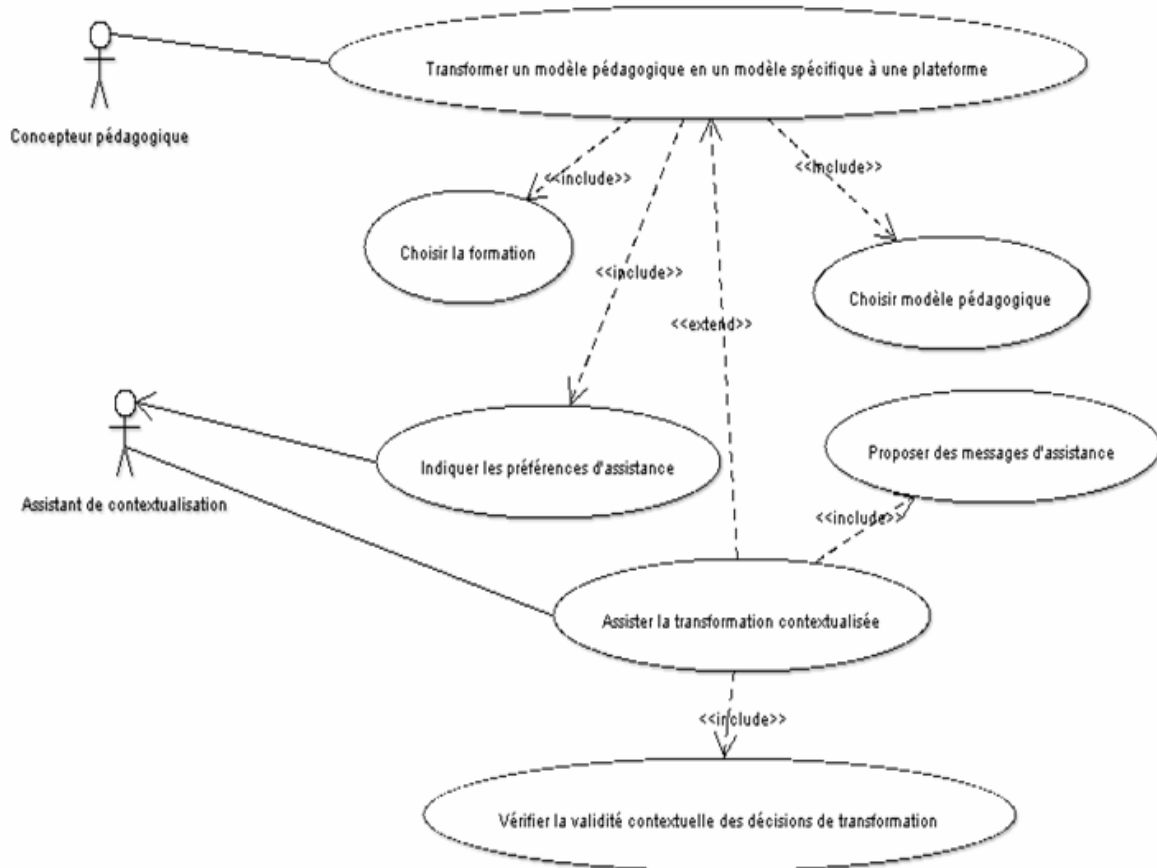 Transformer un modèle pédagogique en un modèle spécifique à une plateforme
Concepteur pédagogique
<<include>>
<<include>>
Choisir la formation
<<include>>
Choisir modèle pédagogique
<<extend>>
Indiquer les préférences d'assistance
Proposer des messages d'assistance
Assistant de contextualisation
<<include>>
Assister la transformation contextualisée
<<include>>
Vérifier la validité contextuelle des décisions de transformation